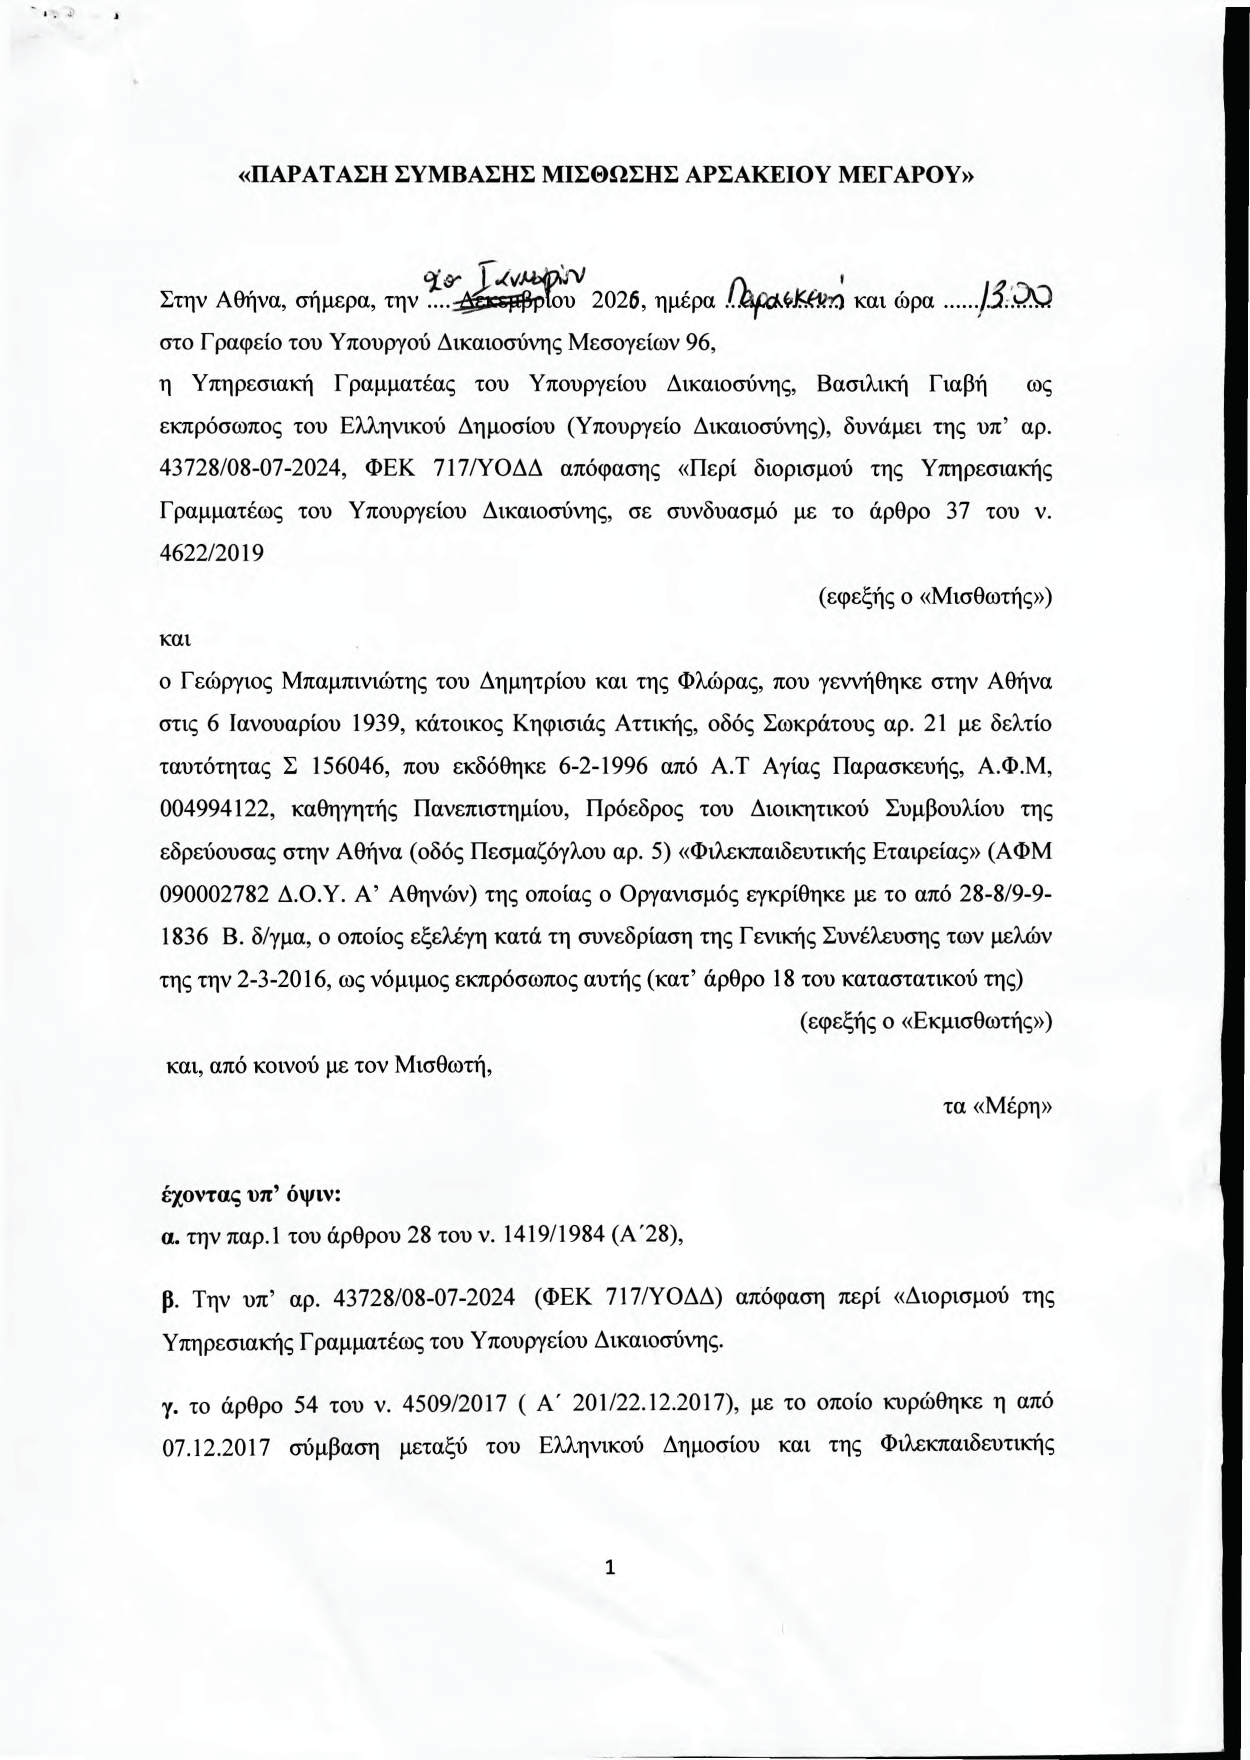 «ΠΑΡΑΤΑΣΗ ΣΥΜΒΑΣΗΣ ΜΙΣΘΩΣΗΣ ΑΡΣΑΚΕΙΟΥ ΜΕΓΑΡΟΥ»
Ιανουαρίου
Στην Αθήνα, σήμερα, την .... Δεκεμβρίου 2026, ημέρα Παρασκευή και ώρα ......13:00
στο Γραφείο του Υπουργού Δικαιοσύνης Μεσογείων 96,
η Υπηρεσιακή Γραμματέας του Υπουργείου Δικαιοσύνης, Βασιλική Γιαβή ως
εκπρόσωπος του Ελληνικού Δημοσίου (Υπουργείο Δικαιοσύνης), δυνάμει της υπ’ αρ.
43728/08-07-2024, ΦΕΚ 717/ΥΟΔΔ απόφασης «Περί διορισμού της Υπηρεσιακής
Γραμματέως του Υπουργείου Δικαιοσύνης, σε συνδυασμό με το άρθρο 37 του ν.
4622/2019
(εφεξής ο «Μισθωτής»)
και
ο Γεώργιος Μπαμπινιώτης του Δημητρίου και της Φλώρας, που γεννήθηκε στην Αθήνα
στις 6 Ιανουαρίου 1939, κάτοικος Κηφισιάς Αττικής, οδός Σωκράτους αρ. 21 με δελτίο
ταυτότητας Σ 156046, που εκδόθηκε 6-2-1996 από Α.Τ Αγίας Παρασκευής, Α.Φ.Μ,
004994122, καθηγητής Πανεπιστημίου, Πρόεδρος του Διοικητικού Συμβουλίου της
εδρεύουσας στην Αθήνα (οδός Πεσμαζόγλου αρ. 5) «Φιλεκπαιδευτικής Εταιρείας» (ΑΦΜ
090002782 Δ.Ο.Υ. Α’ Αθηνών) της οποίας ο Οργανισμός εγκρίθηκε με το από 28-8/9-9-
1836 Β. δ/γμα, ο οποίος εξελέγη κατά τη συνεδρίαση της Γενικής Συνέλευσης των μελών
της την 2-3-2016, ως νόμιμος εκπρόσωπος αυτής (κατ’ άρθρο 18 του καταστατικού της)
(εφεξής ο «Εκμισθωτής»)
και, από κοινού με τον Μισθωτή,
τα «Μέρη»
έχοντας υπ’ όψιν:
α. την παρ.1 του άρθρου 28 του ν. 1419/1984 (Α΄28),
β. Την υπ’ αρ. 43728/08-07-2024 (ΦΕΚ 717/ΥΟΔΔ) απόφαση περί «Διορισμού της
Υπηρεσιακής Γραμματέως του Υπουργείου Δικαιοσύνης.
γ. το άρθρο 54 του ν. 4509/2017 ( Α΄ 201/22.12.2017), με το οποίο κυρώθηκε η από
07.12.2017 σύμβαση μεταξύ του Ελληνικού Δημοσίου και της Φιλεκπαιδευτικής
1